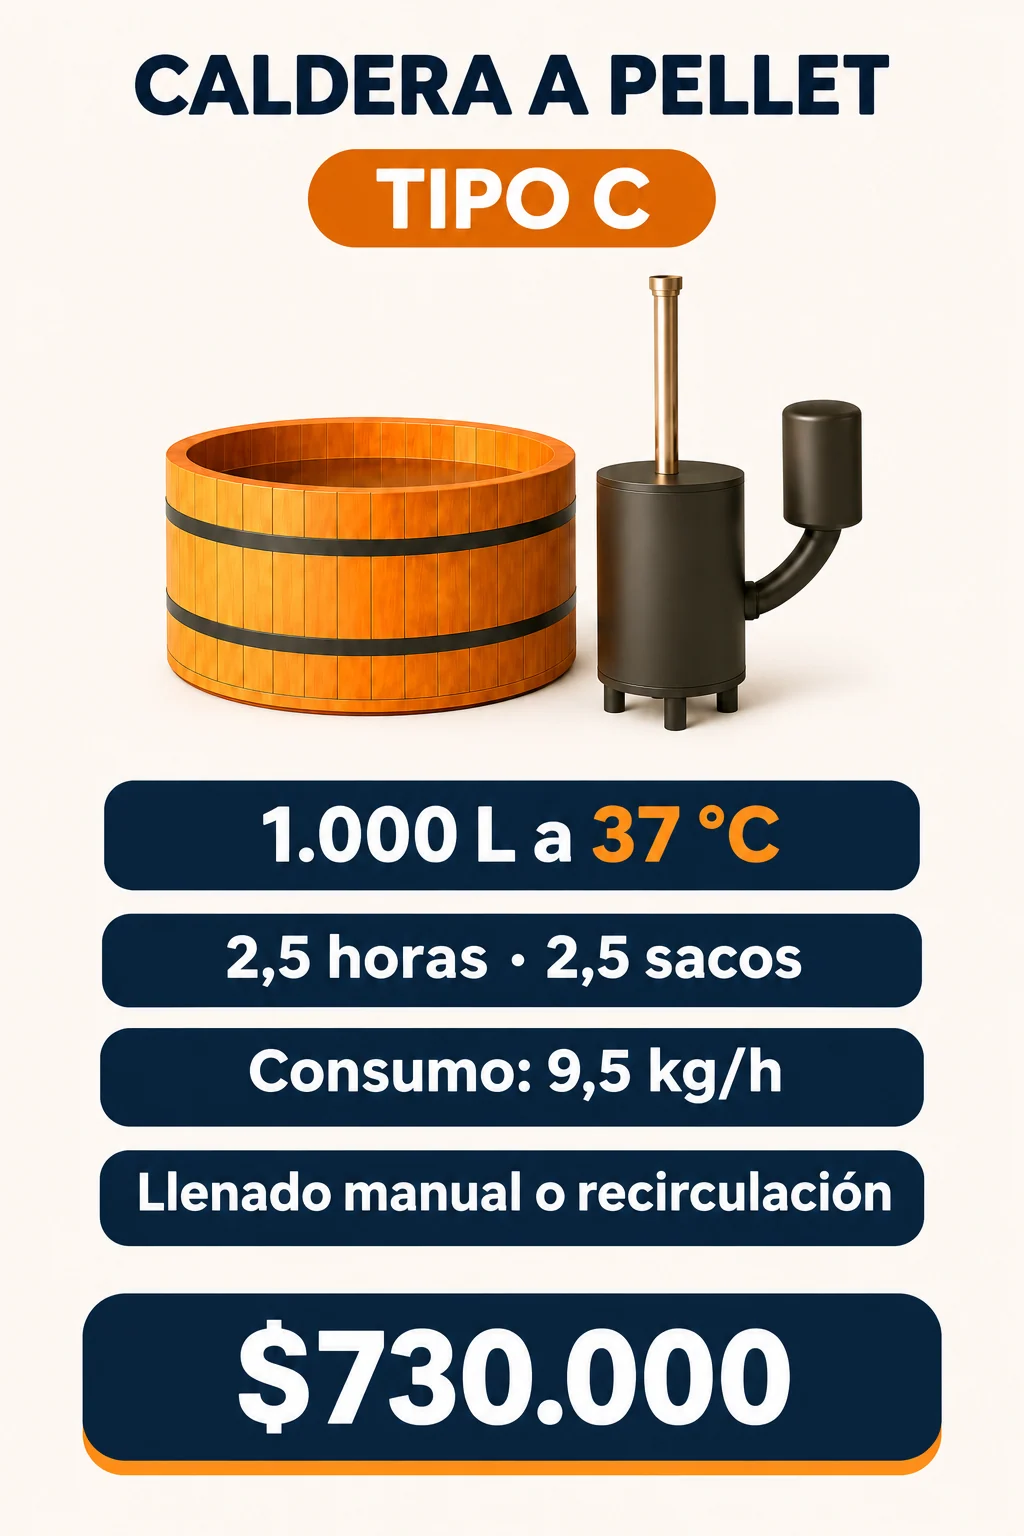 CALDERA A PELLET
TIPO C
1.000 L a 37 °C
2,5 horas · 2,5 sacos
Consumo: 9,5 kg/h
Llenado manual o recirculación
$730.000